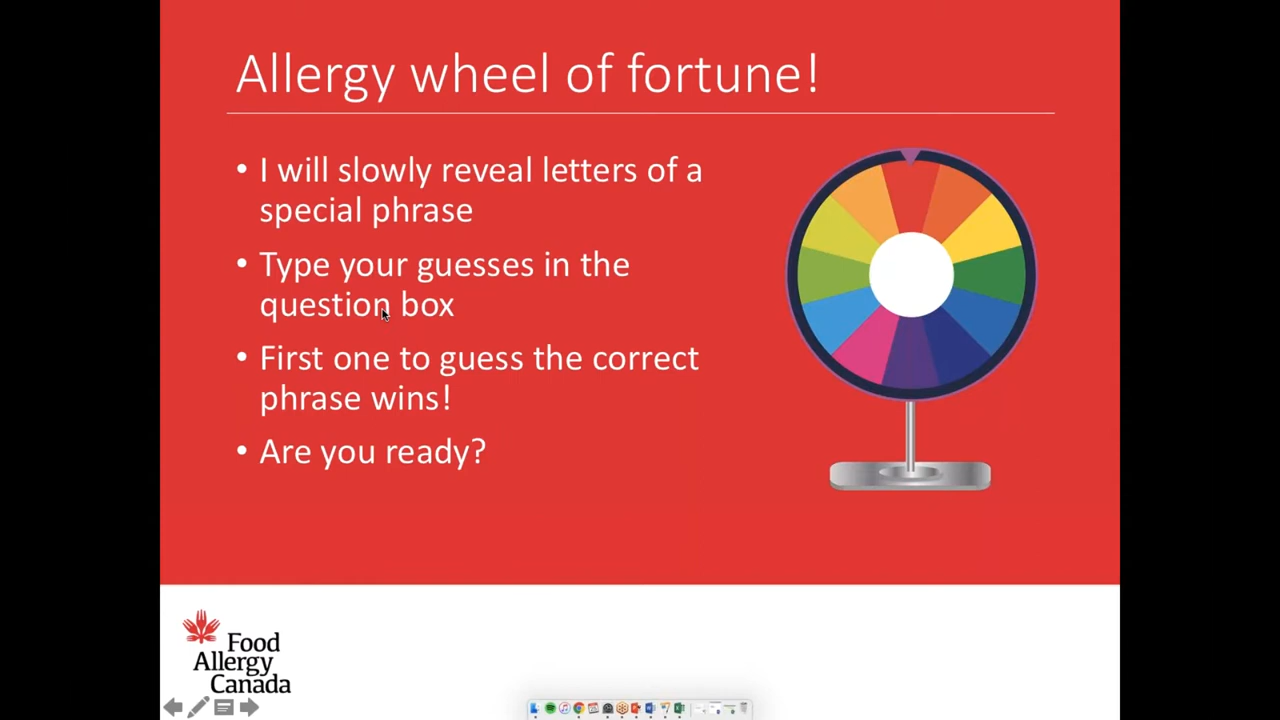 Allergy wheel of fortune!
• I will slowly reveal letters of a
special phrase
• Type your guesses in the
question box
• First one to guess the correct
phrase wins!
• Are you ready?
Food
Allergy
Canada